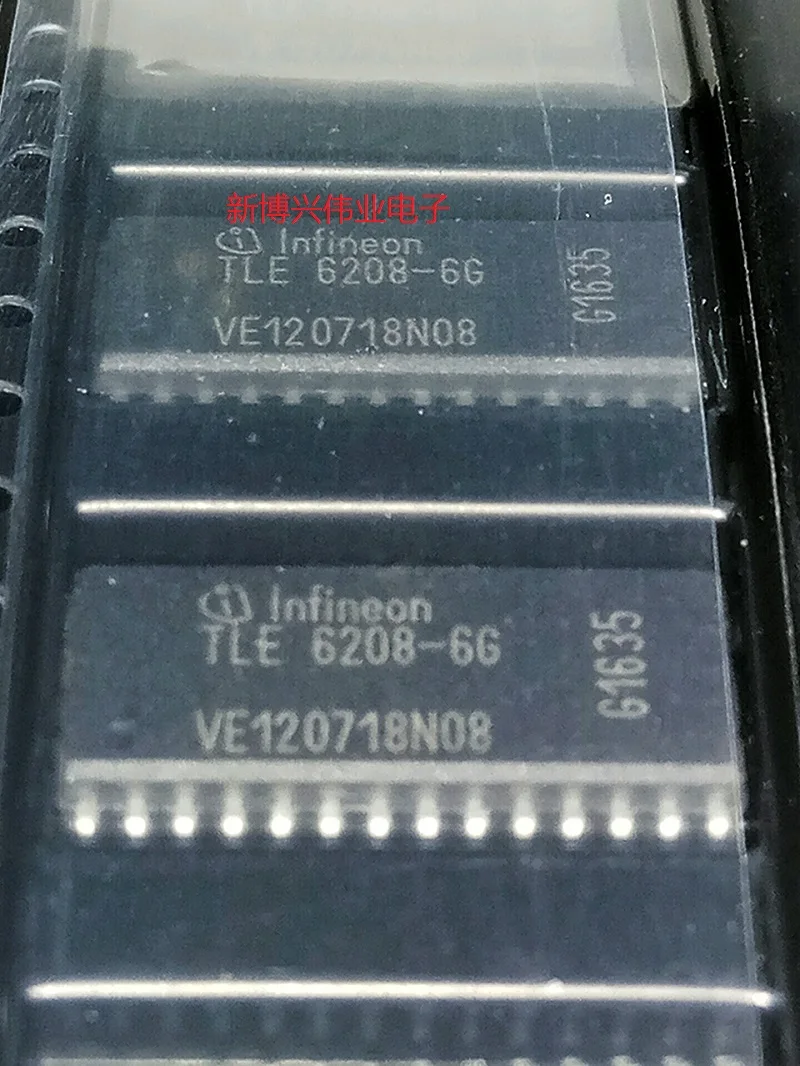 新博兴伟业电子
Infineon
TLE 6208-6G
VE120718N08
G1635
Infineon
TLE 6208-6G
VE120718N08
G1635